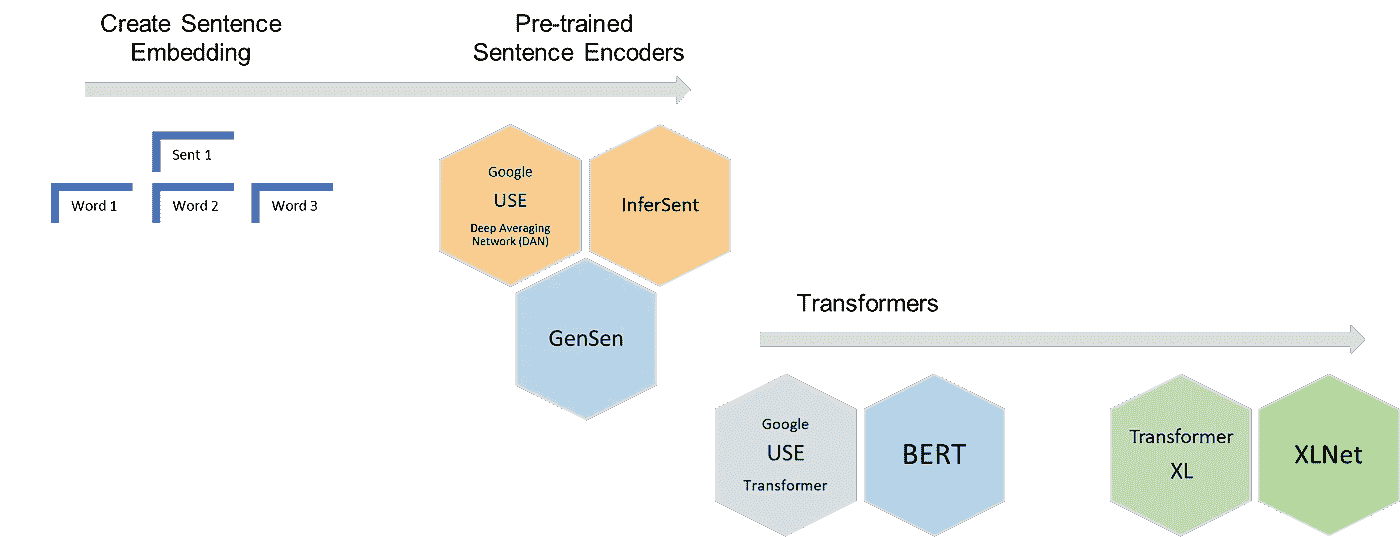 Create Sentence
Embedding
Pre-trained
Sentence Encoders
Sent 1
Word 1
Word 2
Word 3
Google
USE
Deep Averaging
Network (DAN)
InferSent
GenSen
Transformers
Google
USE
Transformer
BERT
Transformer
XL
XLNet